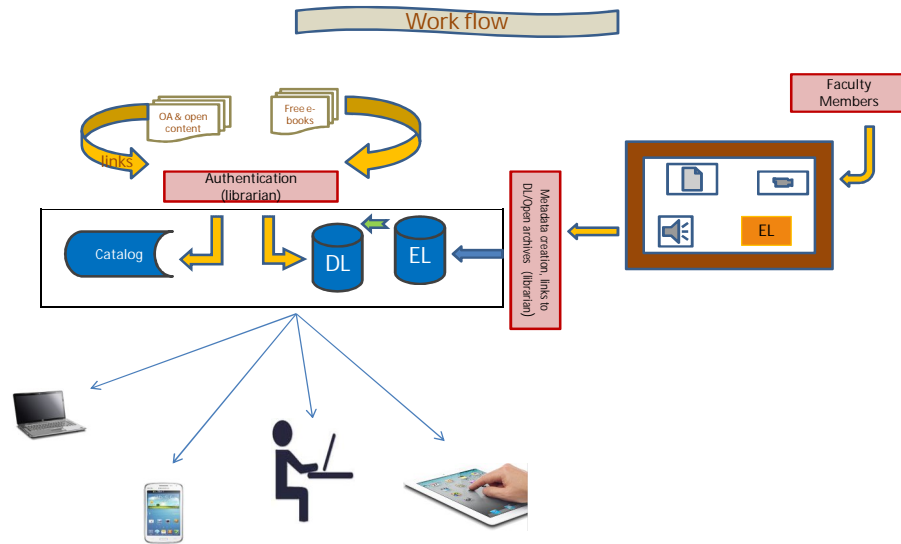 Work flow
Faculty
Members
OA & open
content
Free e-
books
links
Authentication
(librarian)
Metadata creation, links to
DL/Open archives (librarian)
EL
Catalog
DL
EL